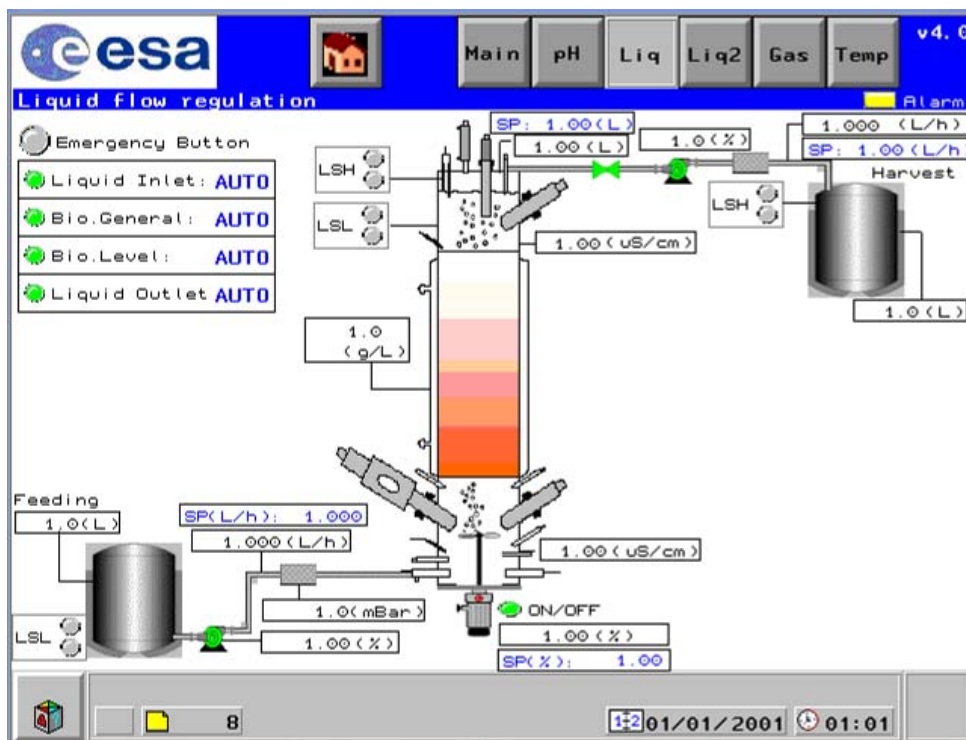 esa
Main pH Liq Liq2 Gas Temp v4.0
Liquid flow regulation Alarm
Emergency Button
Liquid Inlet: AUTO
Bio.General: AUTO
Bio.Level: AUTO
Liquid Outlet AUTO
LSH
LSL
SP: 1.00(L)
1.00(L)
1.0(%)
1.000 (L/h)
SP: 1.00(L/h
Harvest
LSH
1.00(uS/cm)
1.0(L)
1.0
(g/L)
Feeding
1.0(L)
SP(L/h): 1.000
1.000(L/h)
1.00(uS/cm)
1.0(mBar)
LSL
1.00(%)
ON/OFF
1.00(%)
SP(%): 1.00
8 01/01/2001 01:01